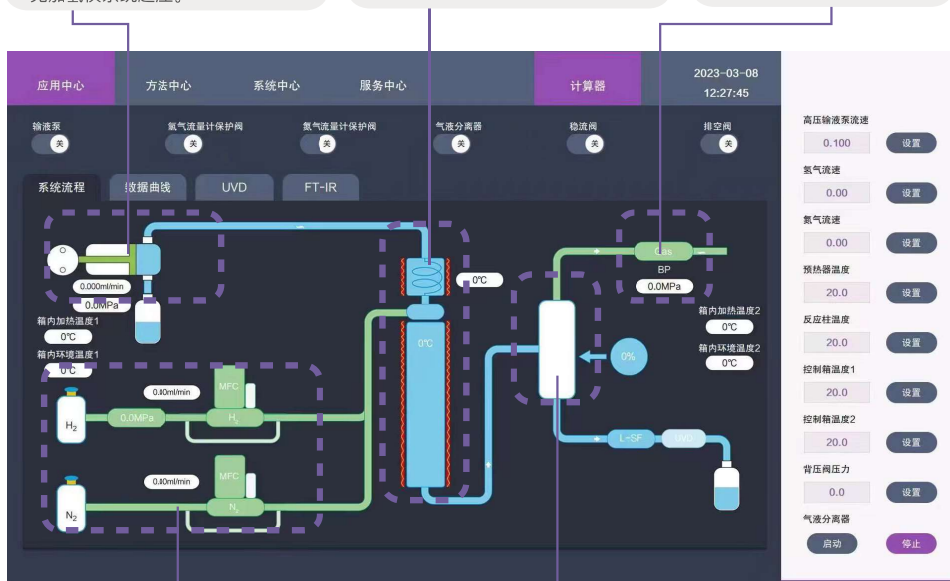 应用中心
方法中心
系统中心
服务中心
计算器
2023-03-08
12:27:45
输液泵
关
氢气流量计保护阀
关
氮气流量计保护阀
关
气液分离器
关
稳流阀
关
排空阀
关
系统流程
数据曲线
UVD
FT-IR
0.000ml/min
0.0MPa
箱内加热温度1
0℃
箱内环境温度1
0℃
0℃
0℃
Gas
BP
0.0MPa
箱内加热温度2
0℃
箱内环境温度2
0℃
0%
MFC
H₂
0.0MPa
H₂
MFC
N₂
N₂
L-SF
UVD
高压输液泵流速
0.100 设置
氢气流速
0.00 设置
氮气流速
0.00 设置
预热器温度
20.0 设置
反应柱温度
20.0 设置
控制箱温度1
20.0 设置
控制箱温度2
20.0 设置
背压阀压力
0.0 设置
气液分离器
启动 停止